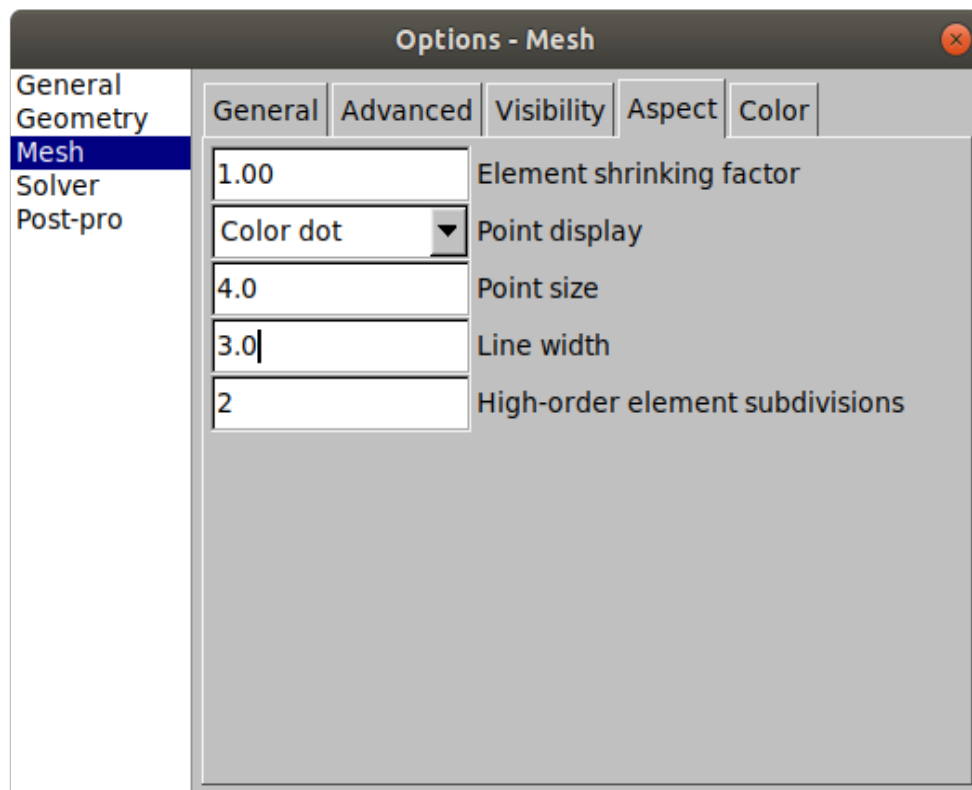 Options - Mesh
General
Geometry
Mesh
Solver
Post-pro
General Advanced Visibility Aspect Color
1.00 Element shrinking factor
Color dot Point display
4.0 Point size
3.0 Line width
2 High-order element subdivisions